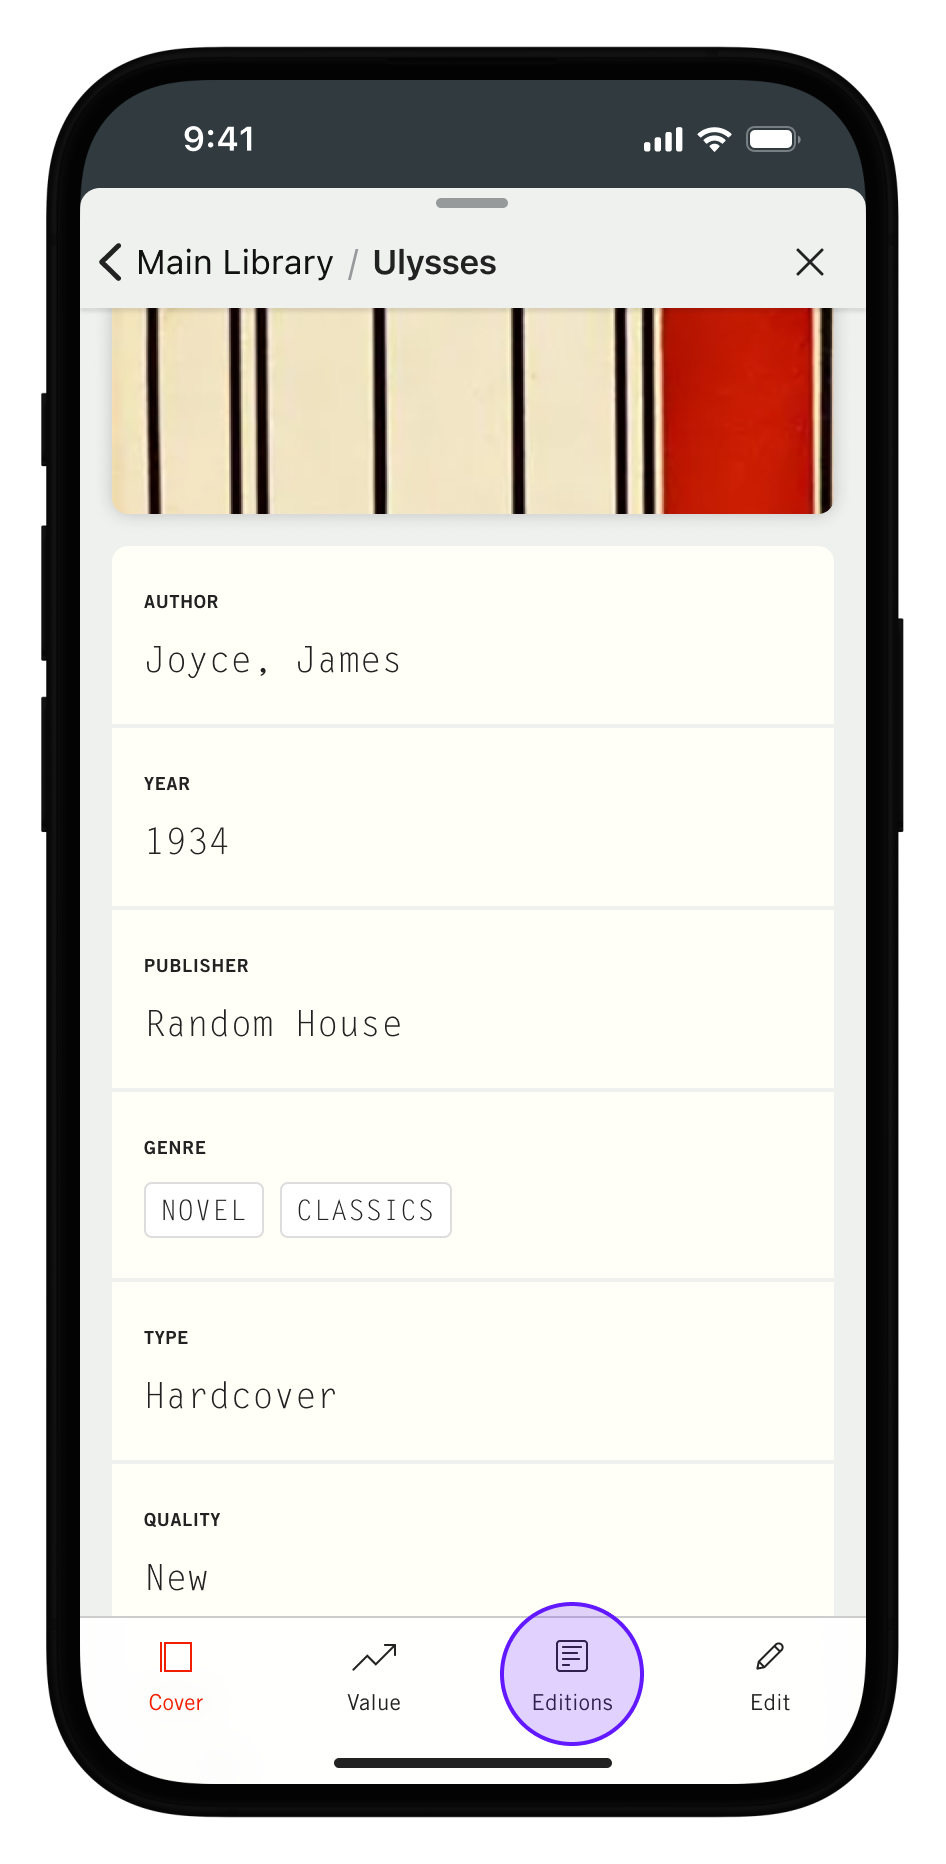 9:41
Main Library / Ulysses
AUTHOR
Joyce, James
YEAR
1934
PUBLISHER
Random House
GENRE
NOVEL CLASSICS
TYPE
Hardcover
QUALITY
New
Cover Value Editions Edit